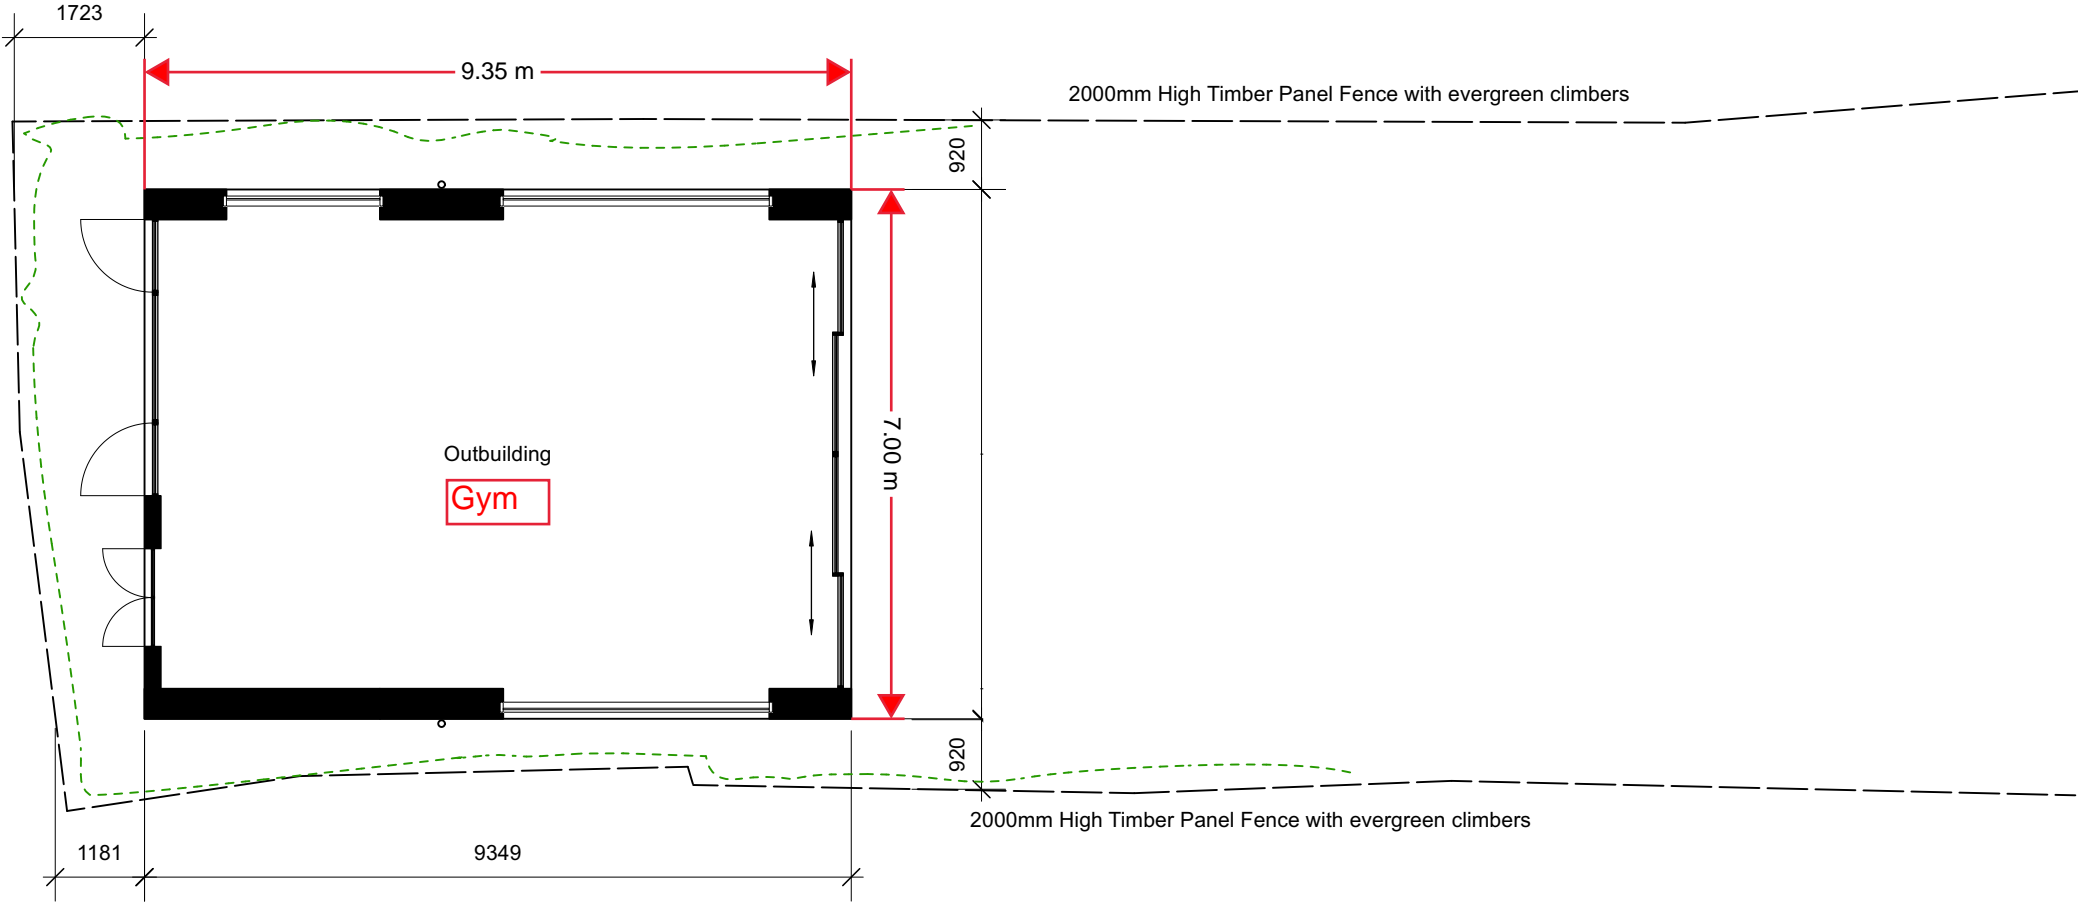 1723
9.35 m
2000mm High Timber Panel Fence with evergreen climbers
920
7.00 m
Outbuilding
Gym
920
2000mm High Timber Panel Fence with evergreen climbers
1181
9349